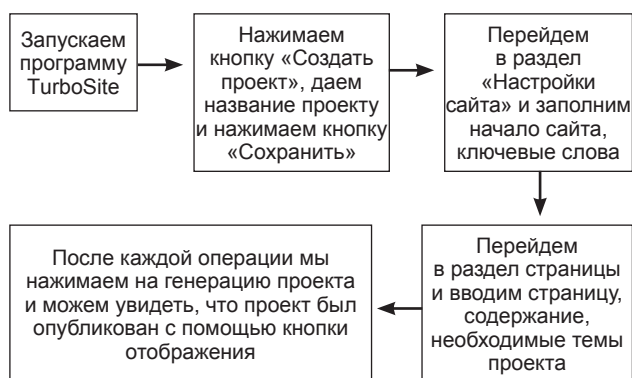 Запускаем
программу
TurboSite
Нажимаем
кнопку «Создать
проект», даем
название проекту
и нажимаем кнопку
«Сохранить»
Перейдем
в раздел
«Настройки
сайта» и заполним
начало сайта,
ключевые слова
Перейдем
в раздел страницы
и вводим страницу,
содержание,
необходимые темы
проекта
После каждой операции мы
нажимаем на генерацию проекта
и можем увидеть, что проект был
опубликован с помощью кнопки
отображения